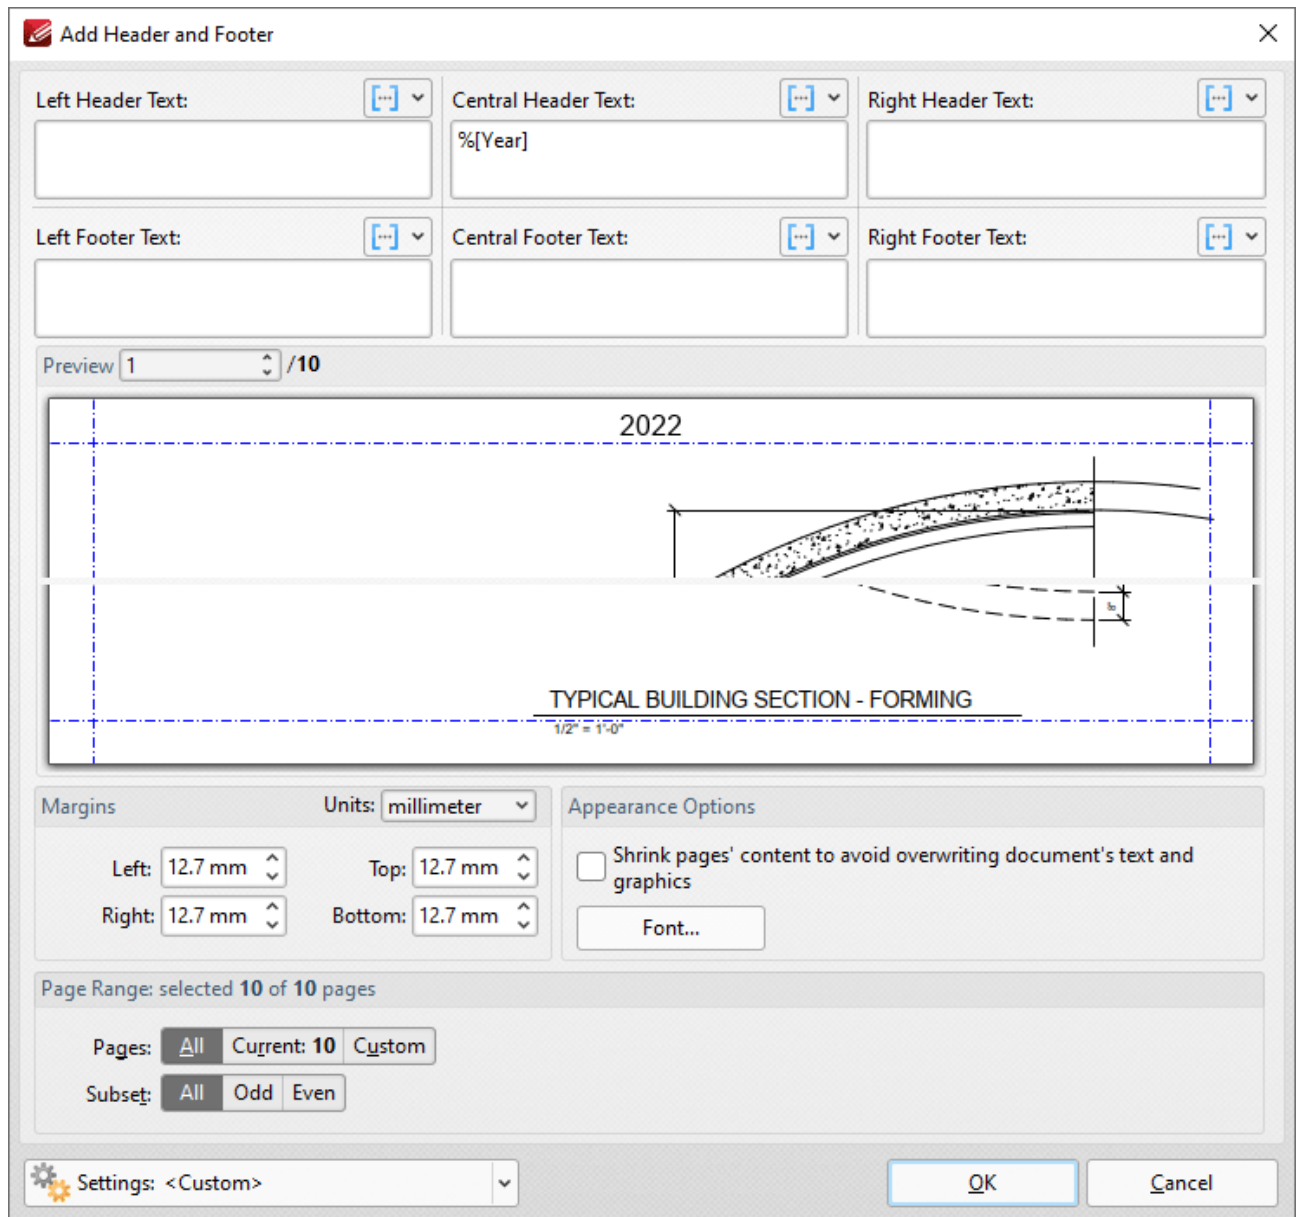 Add Header and Footer
Left Header Text:
Central Header Text:
Right Header Text:
%[Year]
Left Footer Text:
Central Footer Text:
Right Footer Text:
Preview 1 /10
2022
8"
TYPICAL BUILDING SECTION - FORMING
1/2" = 1'-0"
Margins
Units: millimeter
Left: 12.7 mm
Top: 12.7 mm
Right: 12.7 mm
Bottom: 12.7 mm
Appearance Options
Shrink pages' content to avoid overwriting document's text and
graphics
Font...
Page Range: selected 10 of 10 pages
Pages: All Current: 10 Custom
Subset: All Odd Even
Settings: <Custom>
OK
Cancel